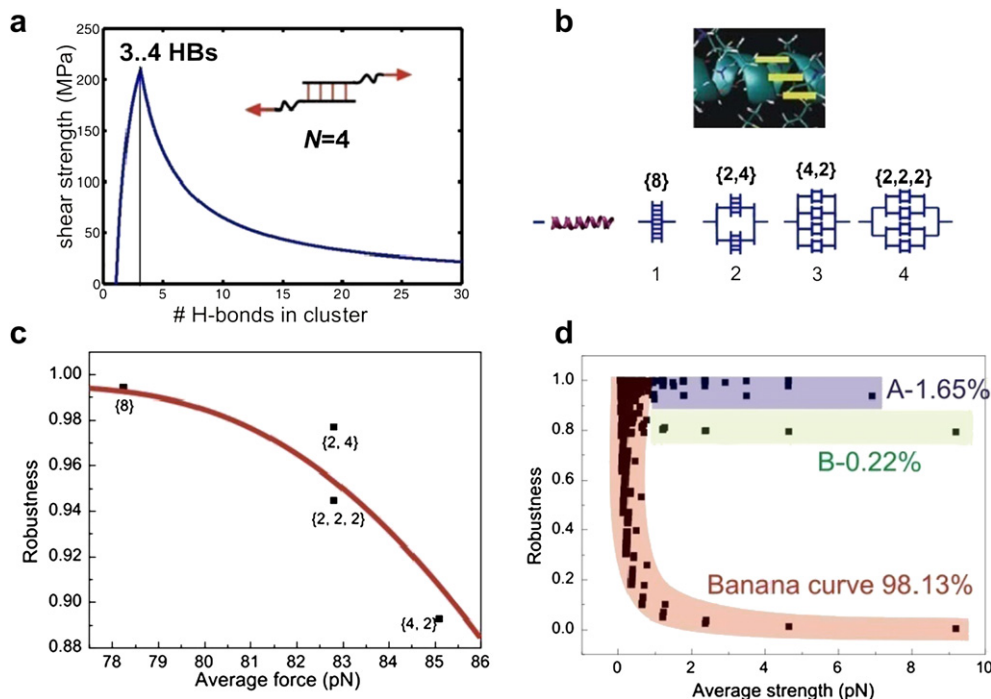 a
3..4 HBs
N=4
shear strength (MPa)
250
200
150
100
50
0
0 5 10 15 20 25 30
# H-bonds in cluster
b
{8} {2,4} {4,2} {2,2,2}
1 2 3 4
c
Robustness
1.00
0.98
0.96
0.94
0.92
0.90
0.88
{8}
{2, 4}
{2, 2, 2}
{4, 2}
78 79 80 81 82 83 84 85 86
Average force (pN)
d
Robustness
1.0
0.8
0.6
0.4
0.2
0.0
A-1.65%
B-0.22%
Banana curve 98.13%
0 2 4 6 8 10
Average strength (pN)